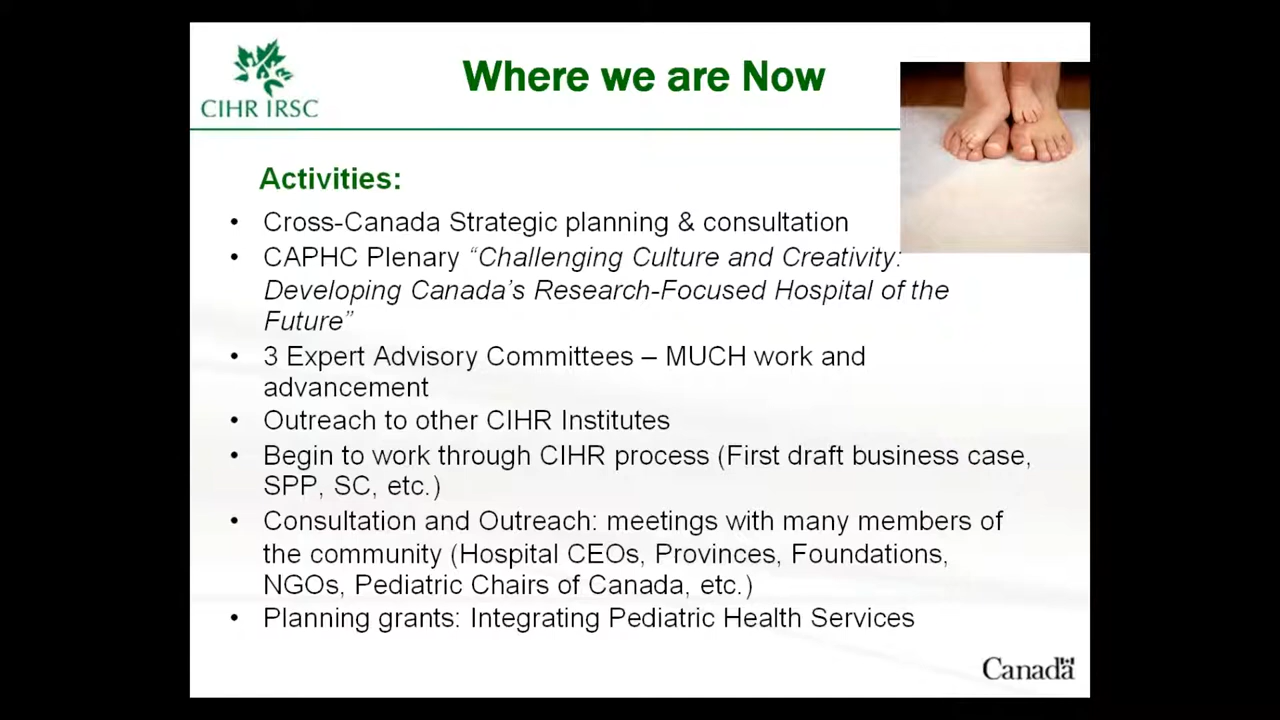 CIHR IRSC
Where we are Now
Activities:
• Cross-Canada Strategic planning & consultation
• CAPHC Plenary “Challenging Culture and Creativity:
Developing Canada’s Research-Focused Hospital of the
Future”
• 3 Expert Advisory Committees – MUCH work and
advancement
• Outreach to other CIHR Institutes
• Begin to work through CIHR process (First draft business case,
SPP, SC, etc.)
• Consultation and Outreach: meetings with many members of
the community (Hospital CEOs, Provinces, Foundations,
NGOs, Pediatric Chairs of Canada, etc.)
• Planning grants: Integrating Pediatric Health Services
Canada